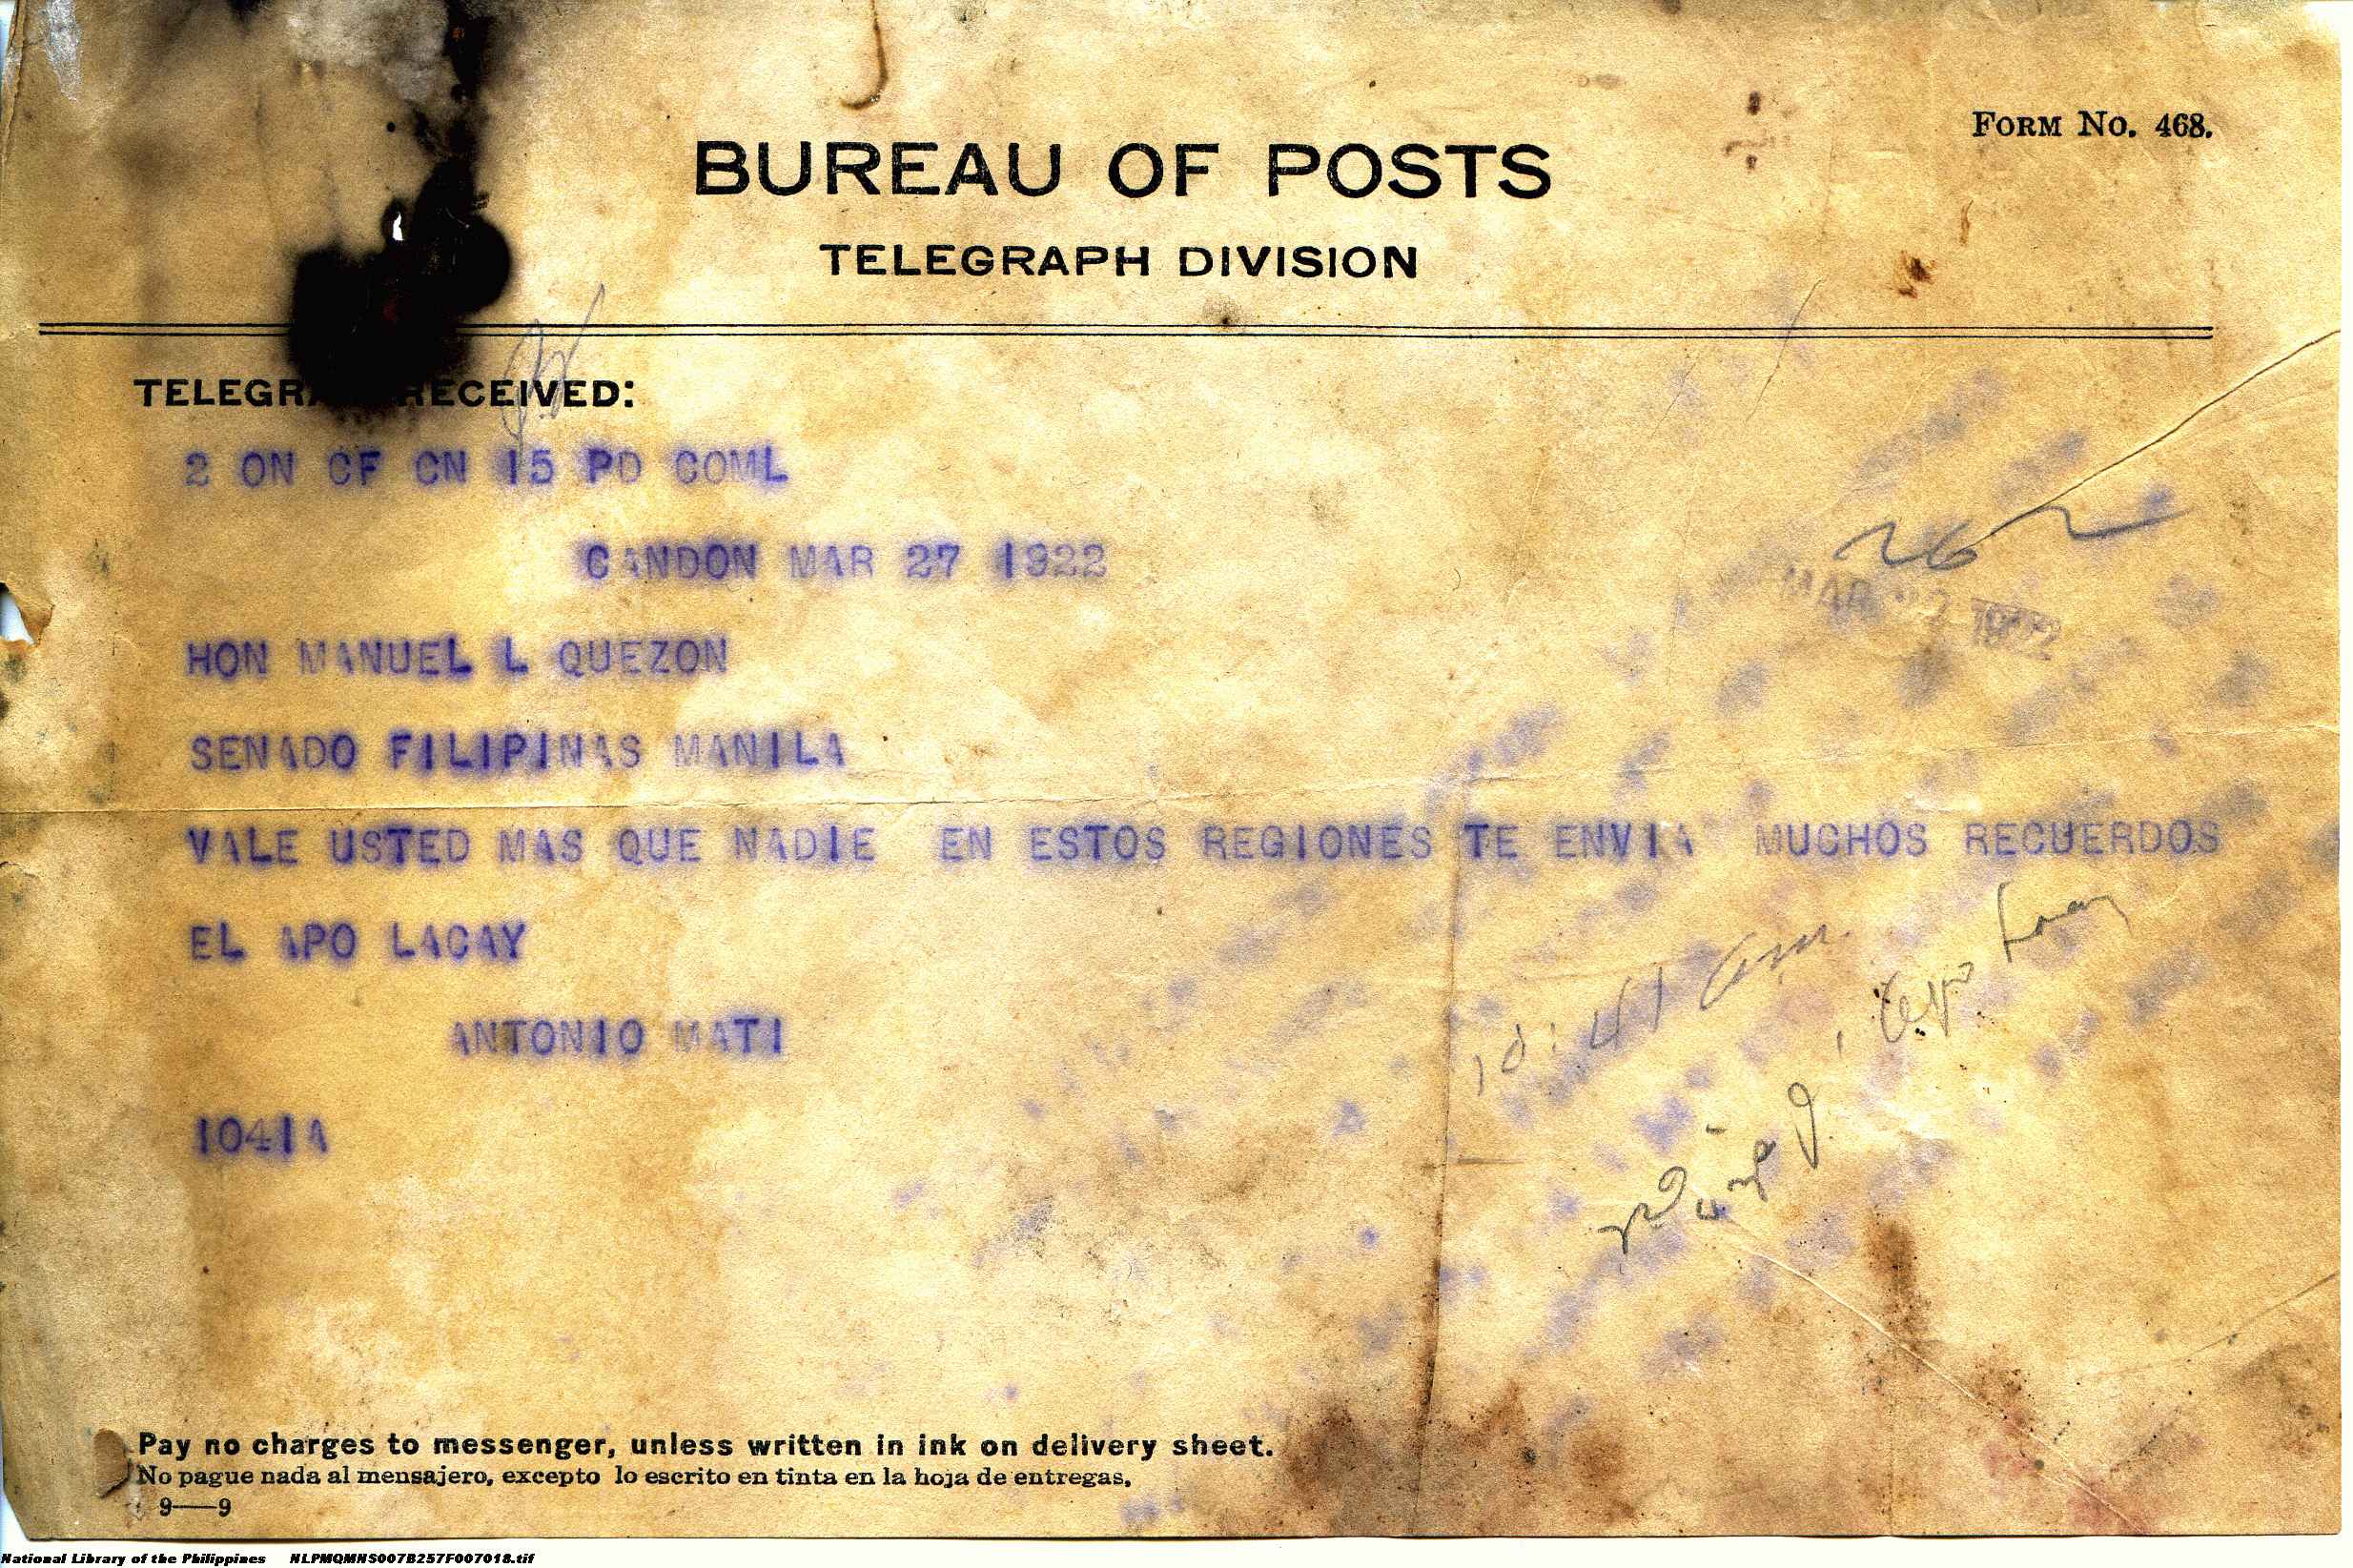 FORM NO. 468.
BUREAU OF POSTS
TELEGRAPH DIVISION
RECEIVED:
2 ON CF CN 15 PD COML
CANDON MAR 27 1922
26
MAR 1922
HON MANUEL L QUEZON
SENADO FILIPINAS MANILA
VALE USTED MAS QUE NADIE EN ESTOS REGIONES TE ENVIA MUCHOS RECUERDOS
EL APO LACAY
10:41 am.
ANTONIO MATI
1041A
Pay no charges to messenger, unless written in ink on delivery sheet.
No pague nada al mensajero, excepto lo escrito en tinta en la hoja de entregas.
9—9
National Library of the Philippines NLPMQMNS007B257F007018.tif